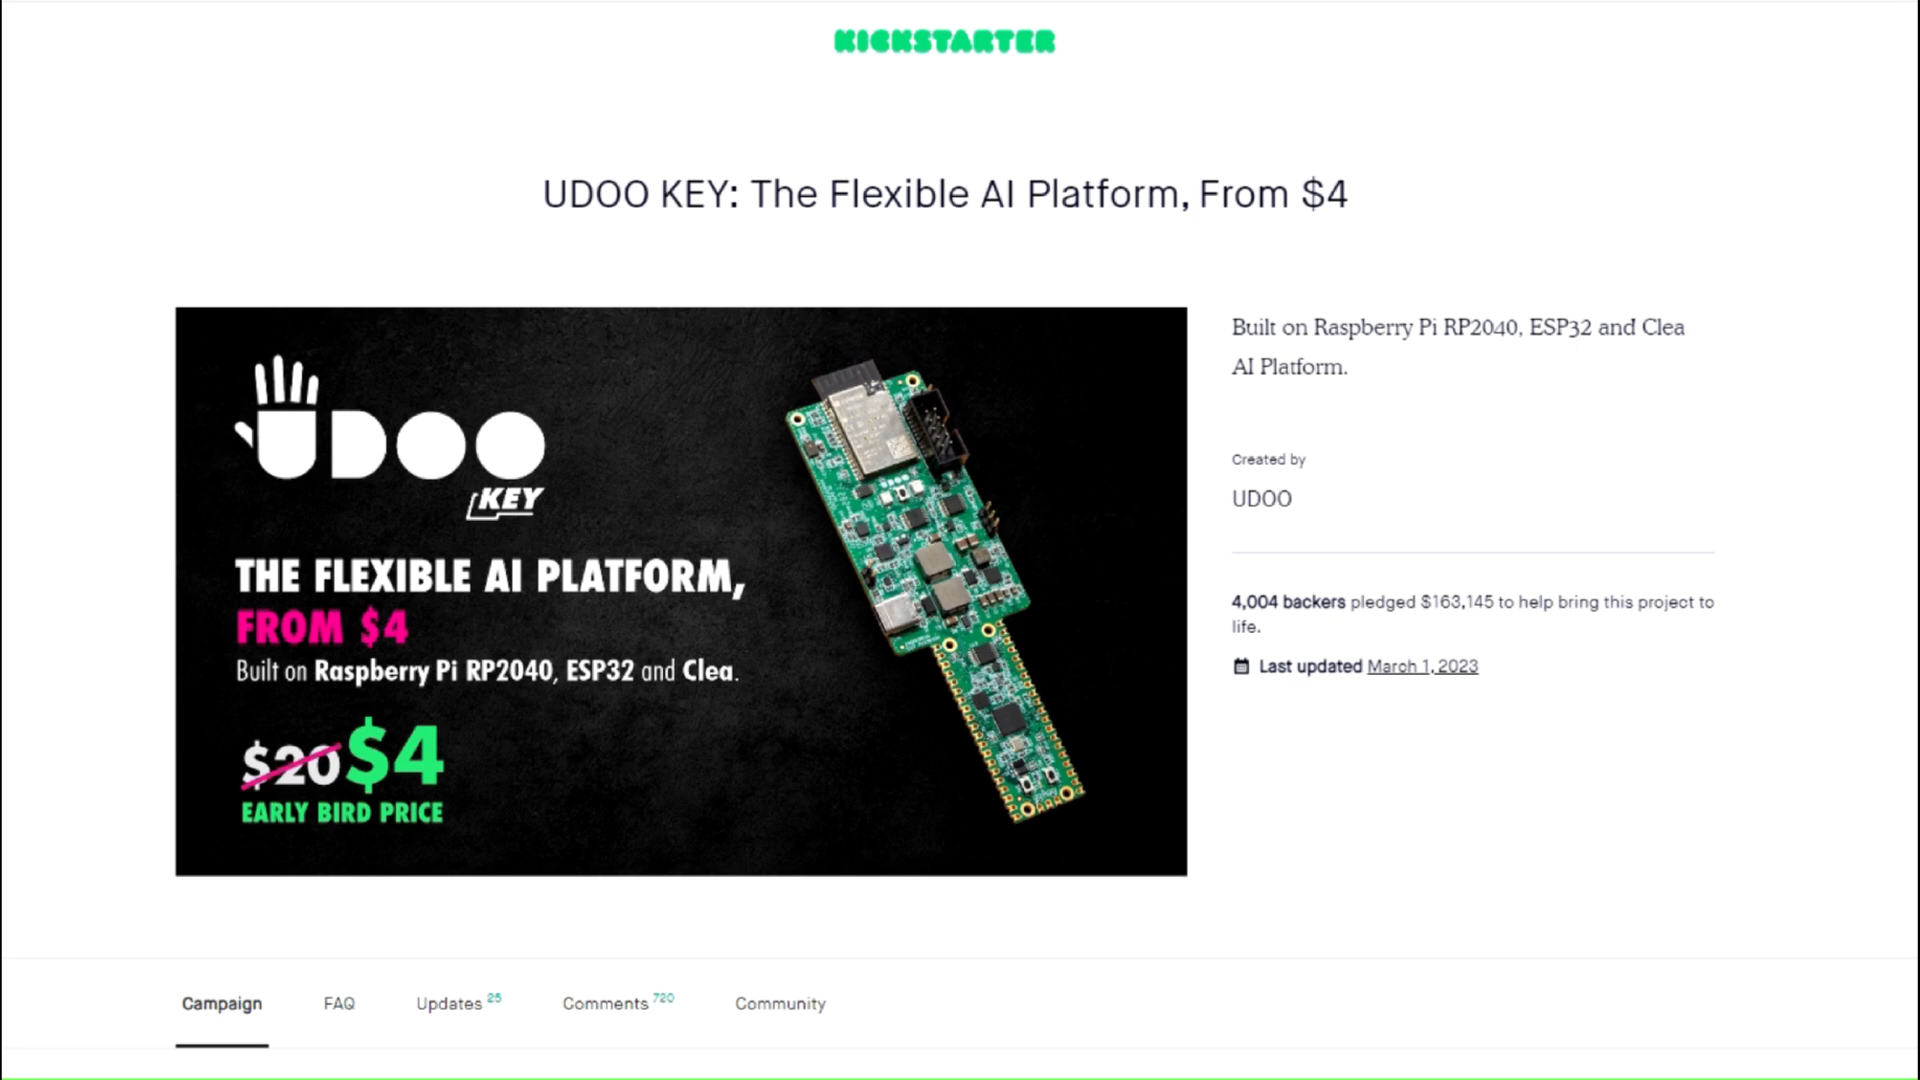 KICKSTARTER
UDOO KEY: The Flexible AI Platform, From $4
UDOO
KEY
THE FLEXIBLE AI PLATFORM,
FROM $4
Built on Raspberry Pi RP2040, ESP32 and Clea.
$20 $4
EARLY BIRD PRICE
Built on Raspberry Pi RP2040, ESP32 and Clea
AI Platform.
Created by
UDOO
4,004 backers pledged $163,145 to help bring this project to
life.
Last updated March 1, 2023
Campaign FAQ Updates 25 Comments 720 Community